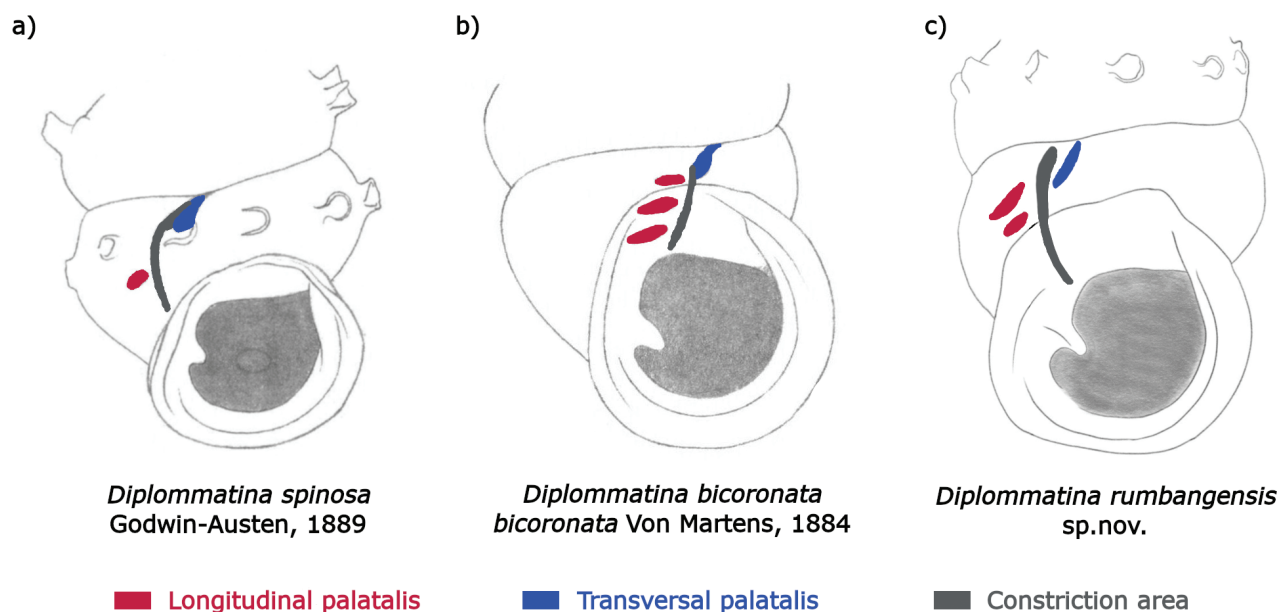 a)
b)
c)
Diplommatina spinosa
Godwin-Austen, 1889
Diplommatina bicoronata
bicoronata Von Martens, 1884
Diplommatina rumbangensis
sp.nov.
Longitudinal palatalis
Transversal palatalis
Constriction area